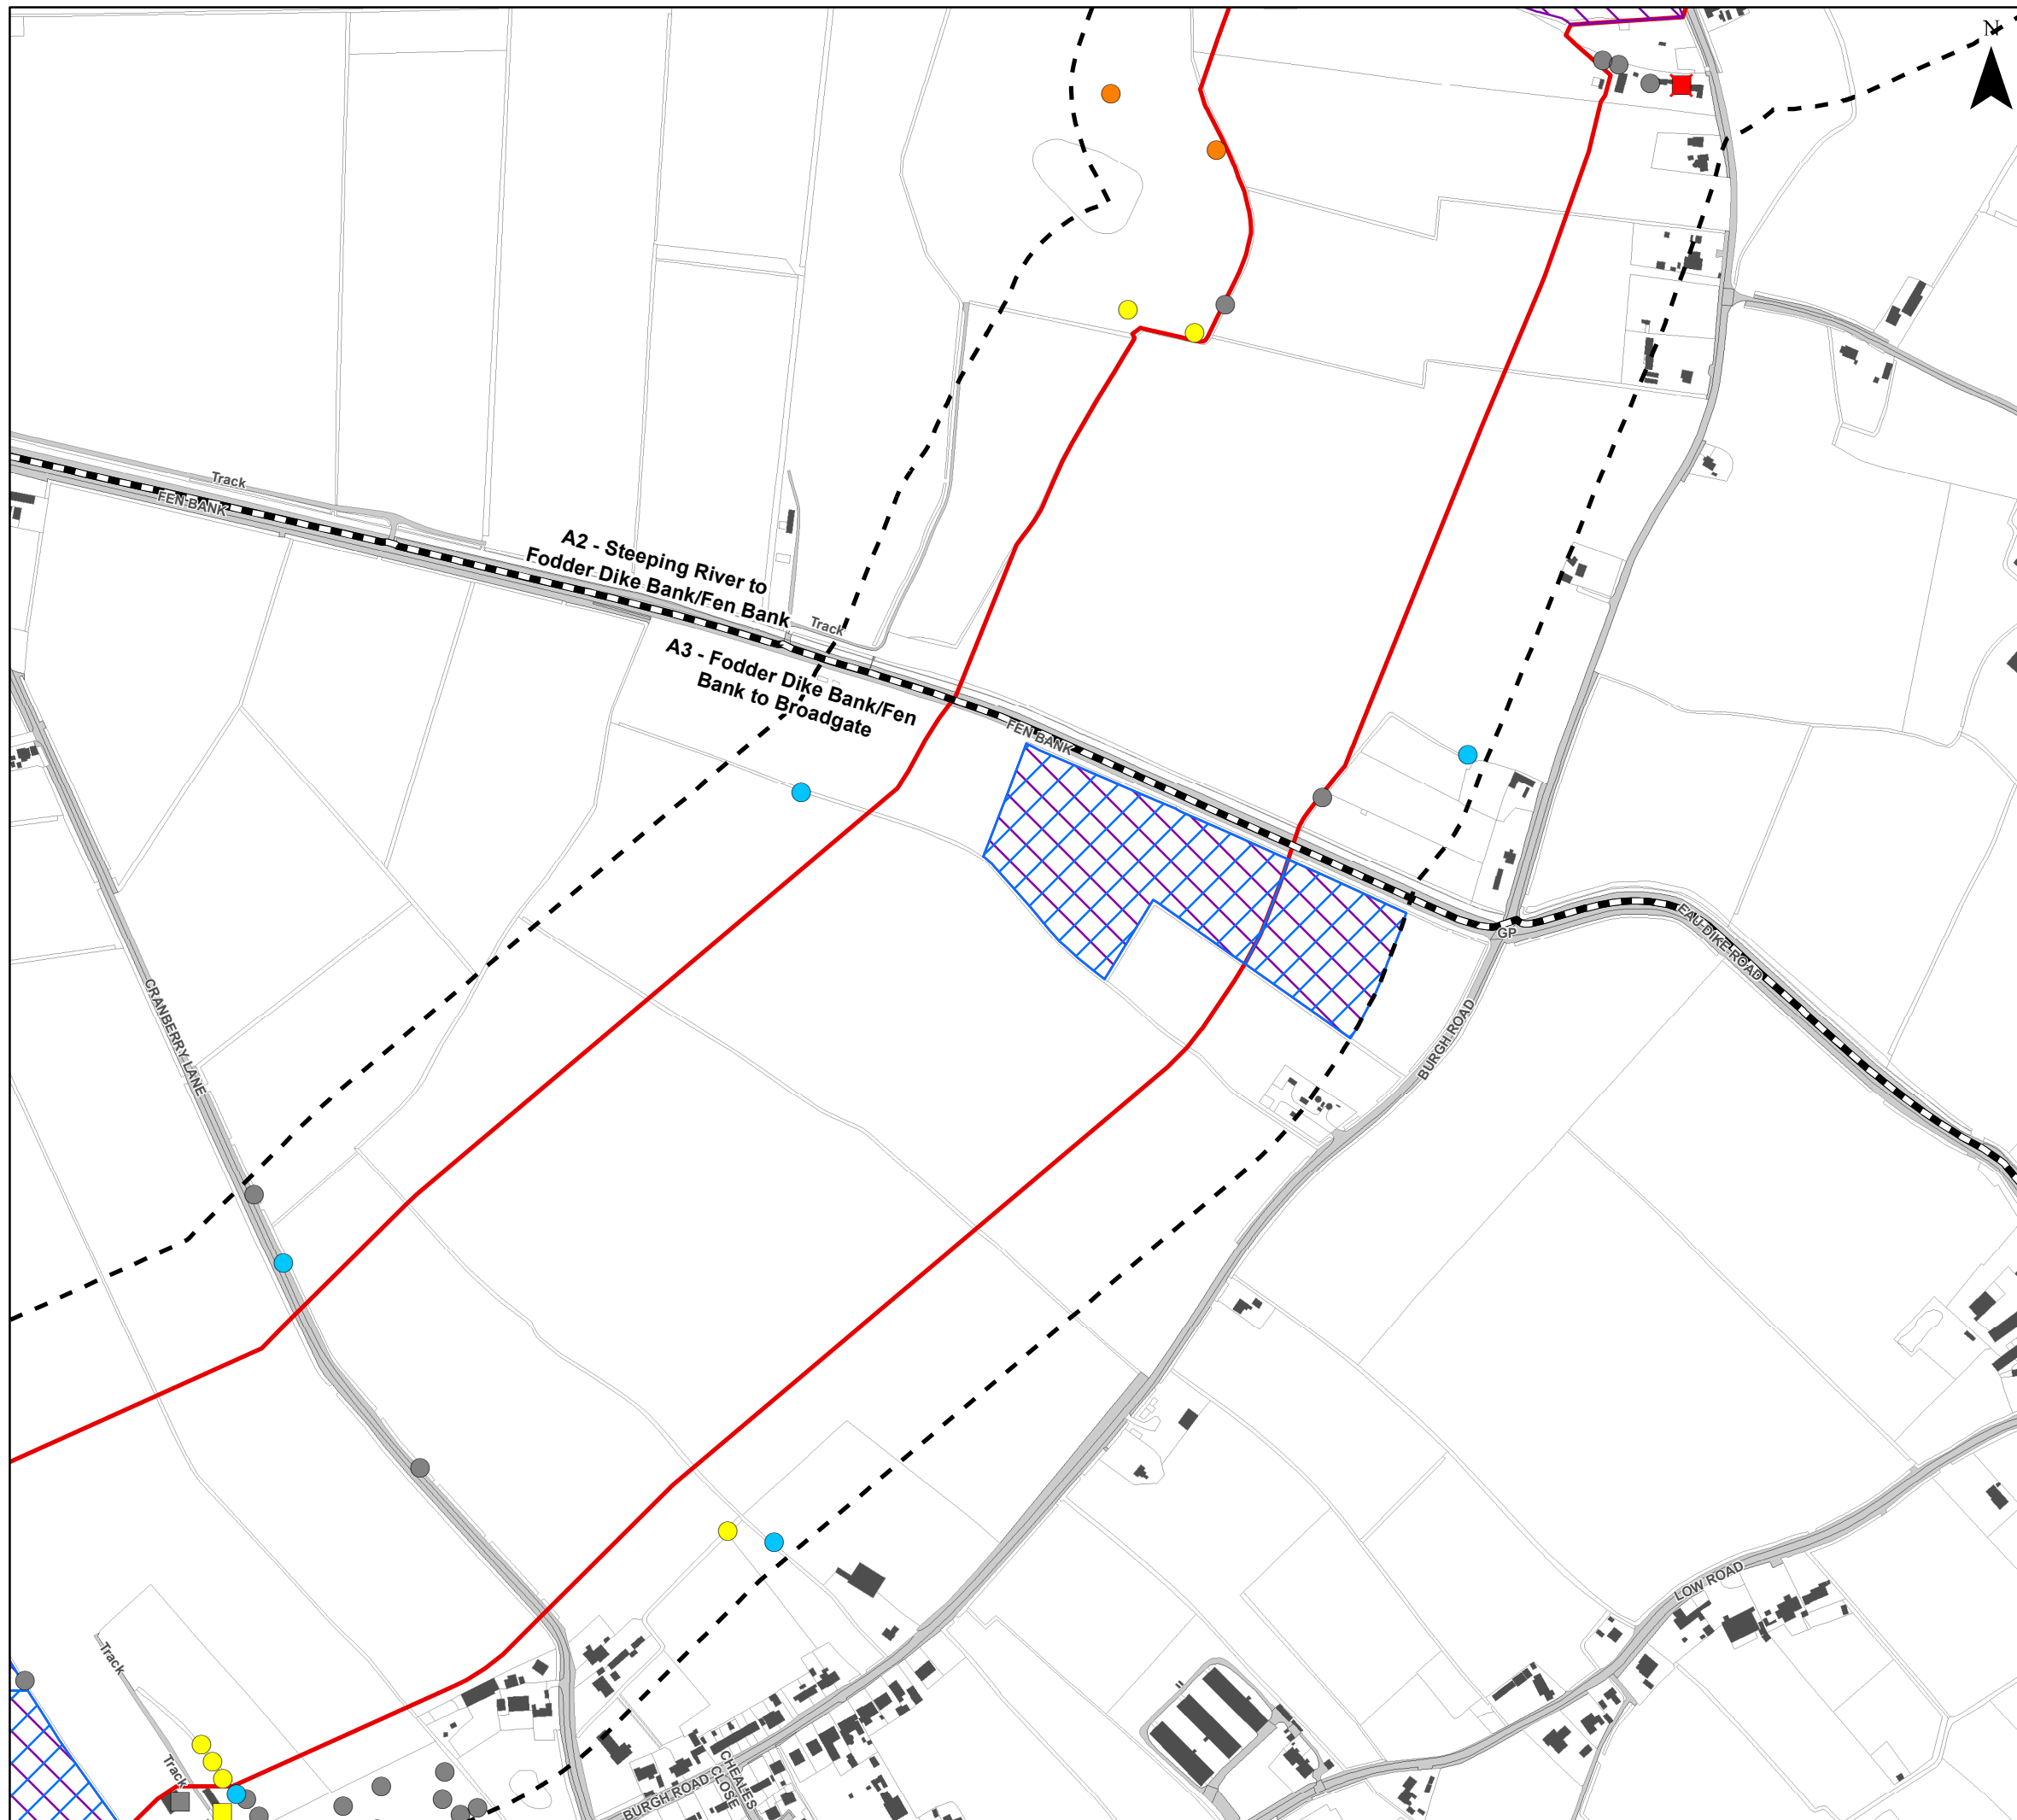 N
Track
FEN BANK
A2 - Steeping River to
Fodder Dike Bank/Fen Bank
Track
A3 - Fodder Dike Bank/Fen
Bank to Broadgate
FEN BANK
GP
EAU DIKE ROAD
CRANBERRY LANE
BURGH ROAD
LOW ROAD
Track
Track
BURGH ROAD
CHEALES
CLOSE